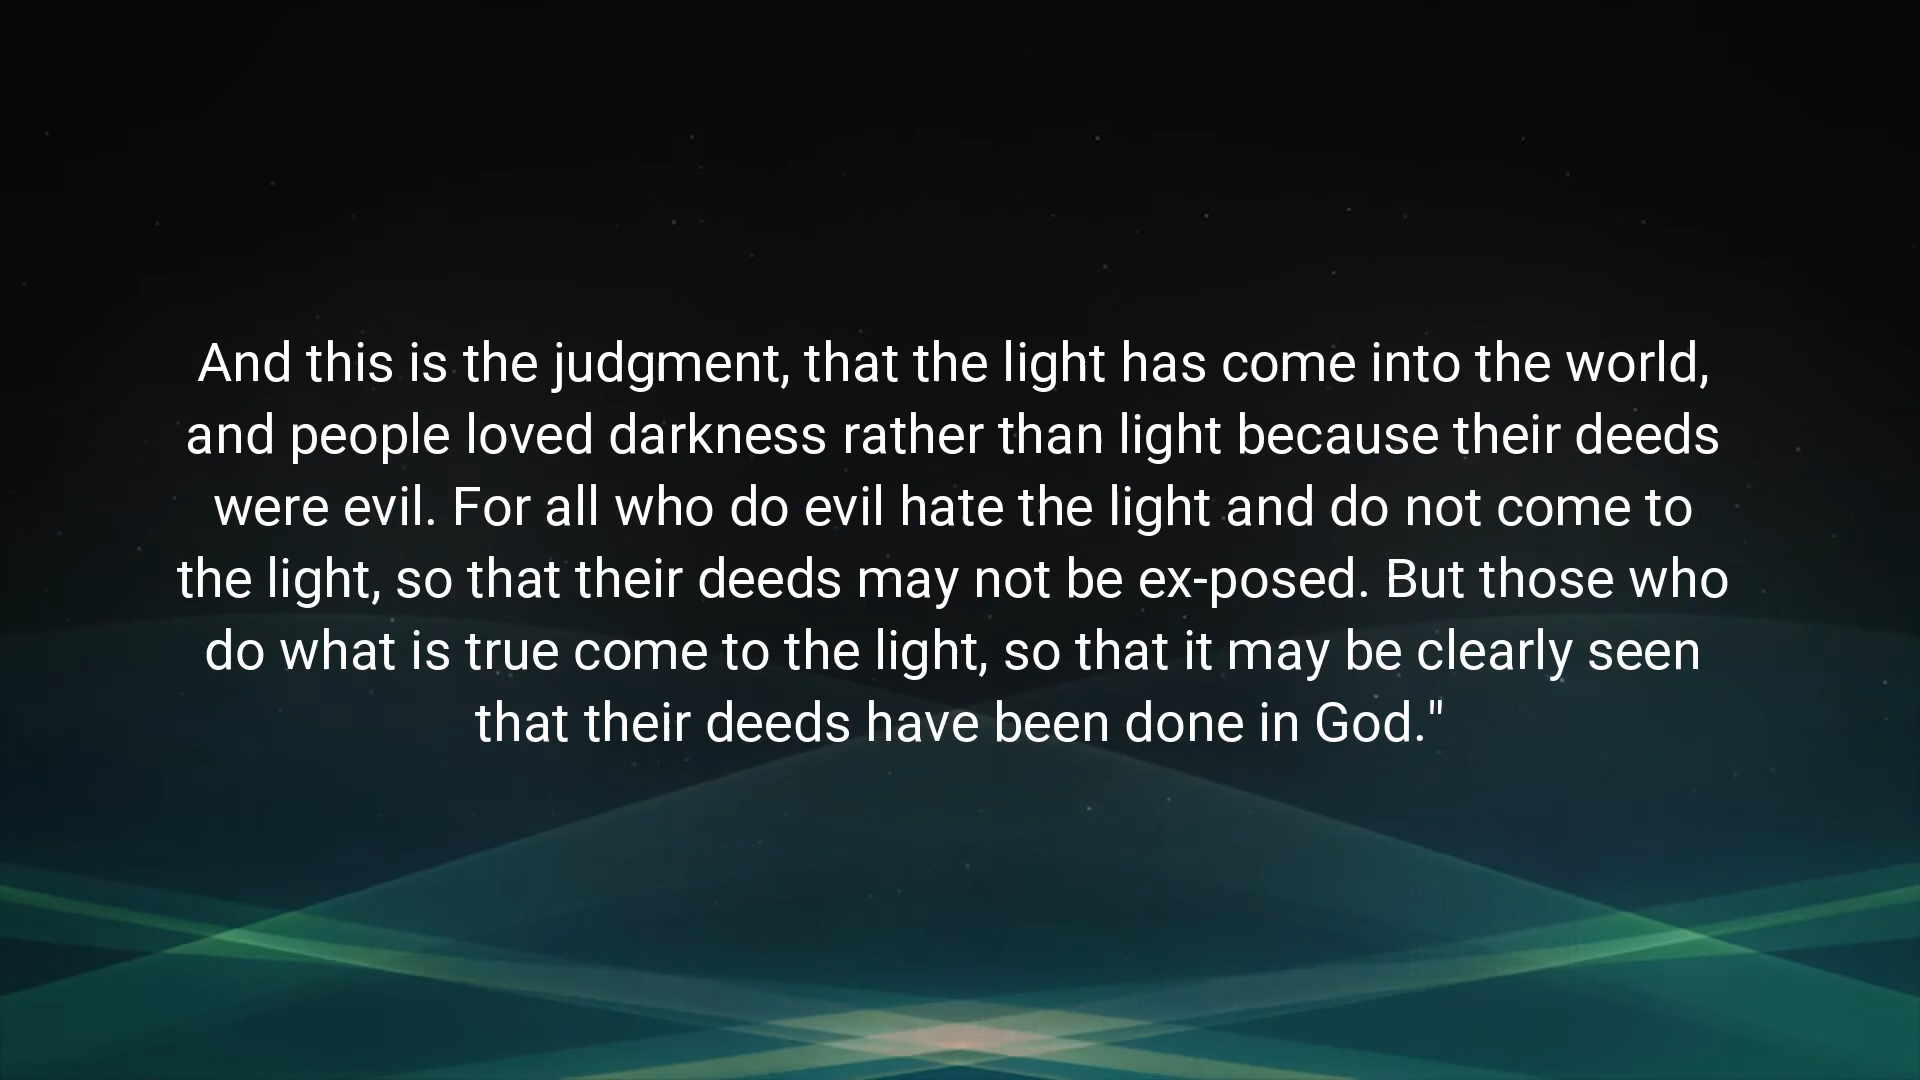 And this is the judgment, that the light has come into the world,
and people loved darkness rather than light because their deeds
were evil. For all who do evil hate the light and do not come to
the light, so that their deeds may not be ex-posed. But those who
do what is true come to the light, so that it may be clearly seen
that their deeds have been done in God."